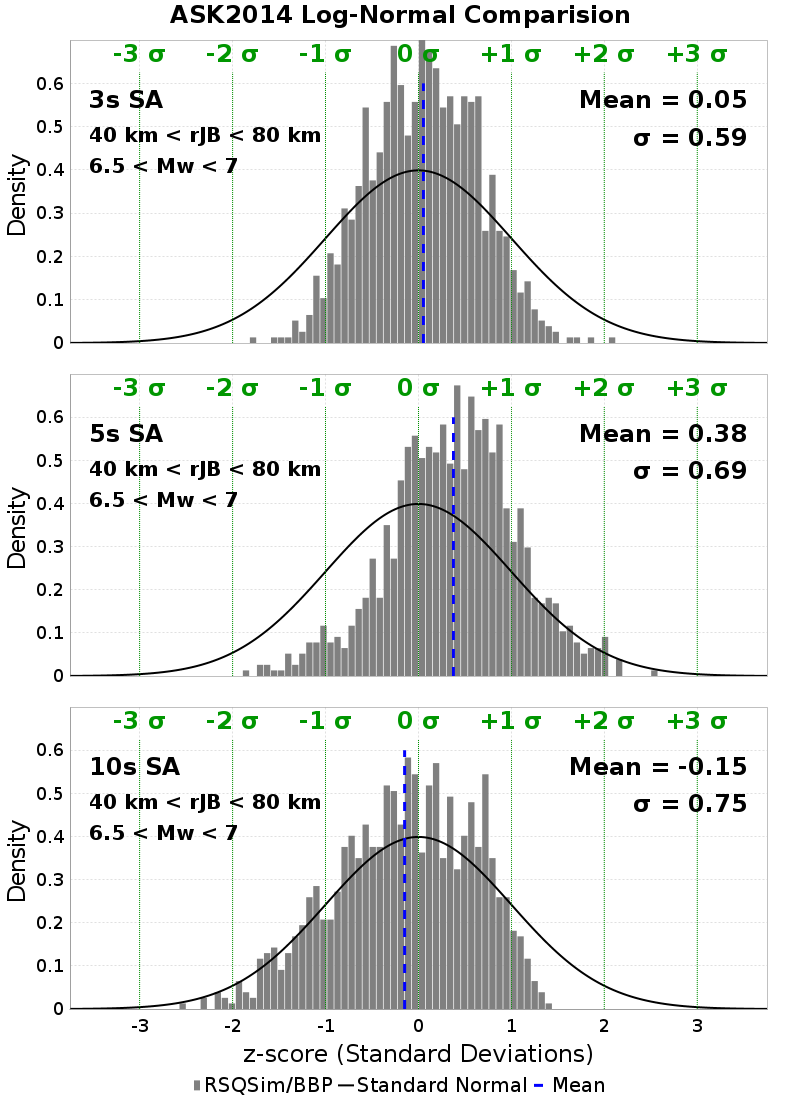 ASK2014 Log-Normal Comparision
-3 σ -2 σ -1 σ 0 σ +1 σ +2 σ +3 σ
3s SA
40 km < rJB < 80 km
6.5 < Mw < 7
Mean = 0.05
σ = 0.59
Density
0.6
0.5
0.4
0.3
0.2
0.1
0
-3 σ -2 σ -1 σ 0 σ +1 σ +2 σ +3 σ
5s SA
40 km < rJB < 80 km
6.5 < Mw < 7
Mean = 0.38
σ = 0.69
Density
0.6
0.5
0.4
0.3
0.2
0.1
0
-3 σ -2 σ -1 σ 0 σ +1 σ +2 σ +3 σ
10s SA
40 km < rJB < 80 km
6.5 < Mw < 7
Mean = -0.15
σ = 0.75
Density
0.6
0.5
0.4
0.3
0.2
0.1
0
-3 -2 -1 0 1 2 3
z-score (Standard Deviations)
RSQSim/BBP Standard Normal Mean